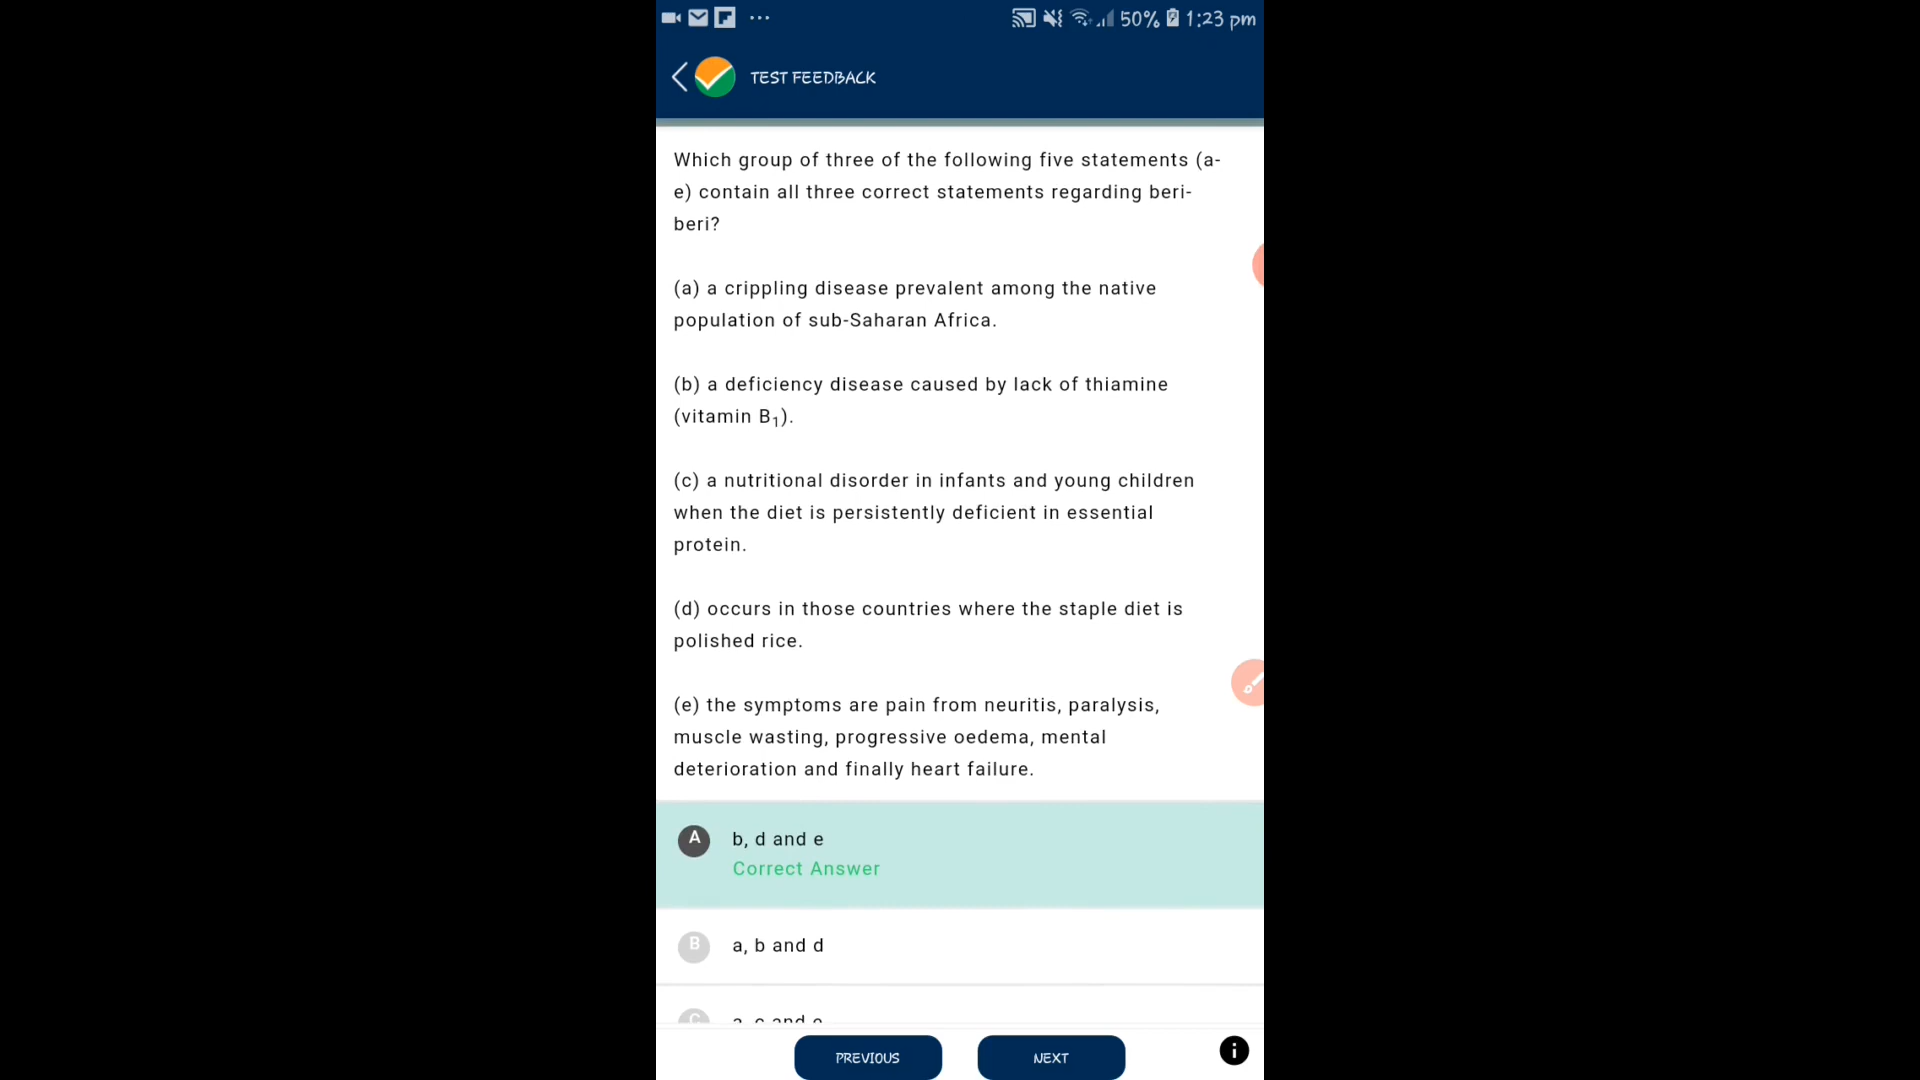 50% 1:23 pm
TEST FEEDBACK
Which group of three of the following five statements (a-
e) contain all three correct statements regarding beri-
beri?
(a) a crippling disease prevalent among the native
population of sub-Saharan Africa.
(b) a deficiency disease caused by lack of thiamine
(vitamin B₁).
(c) a nutritional disorder in infants and young children
when the diet is persistently deficient in essential
protein.
(d) occurs in those countries where the staple diet is
polished rice.
(e) the symptoms are pain from neuritis, paralysis,
muscle wasting, progressive oedema, mental
deterioration and finally heart failure.
A b, d and e
Correct Answer
B a, b and d
C a, c and e
PREVIOUS NEXT